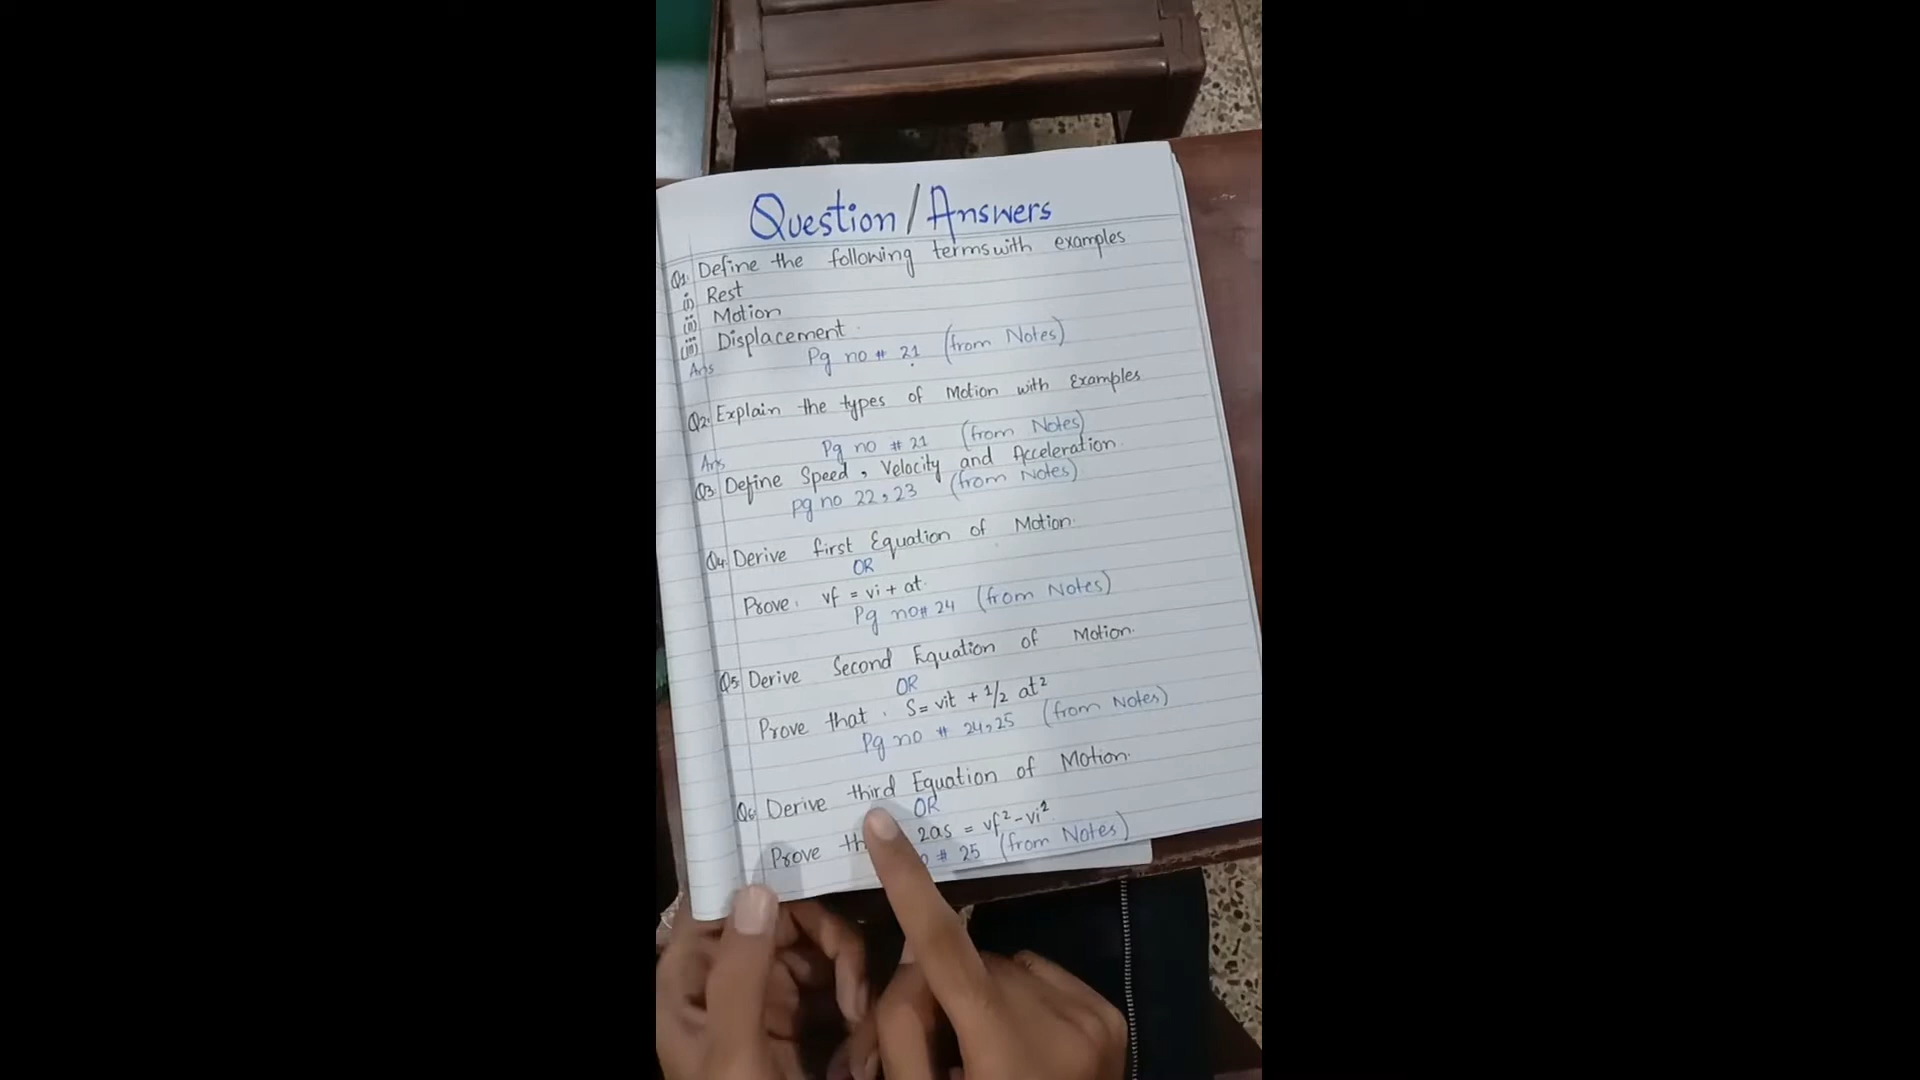 Question/Answers
Q1. Define the following terms with examples
(i) Rest
(ii) Motion
(iii) Displacement.
Ans Pg no # 21 (from Notes)
Q2. Explain the types of Motion with Examples
Ans Pg no # 21 (from Notes)
Q3. Define Speed, Velocity and Acceleration.
Pg no 22, 23 (from Notes)
Q4. Derive first Equation of Motion.
OR
Prove. vf = vi + at.
Pg no# 24 (from Notes)
Q5. Derive Second Equation of Motion.
OR
Prove that. S = vit + 1/2 at²
Pg no # 24, 25 (from Notes)
Q6. Derive third Equation of Motion.
OR
Prove 2as = vf² - vi²
# 25 (from Notes)